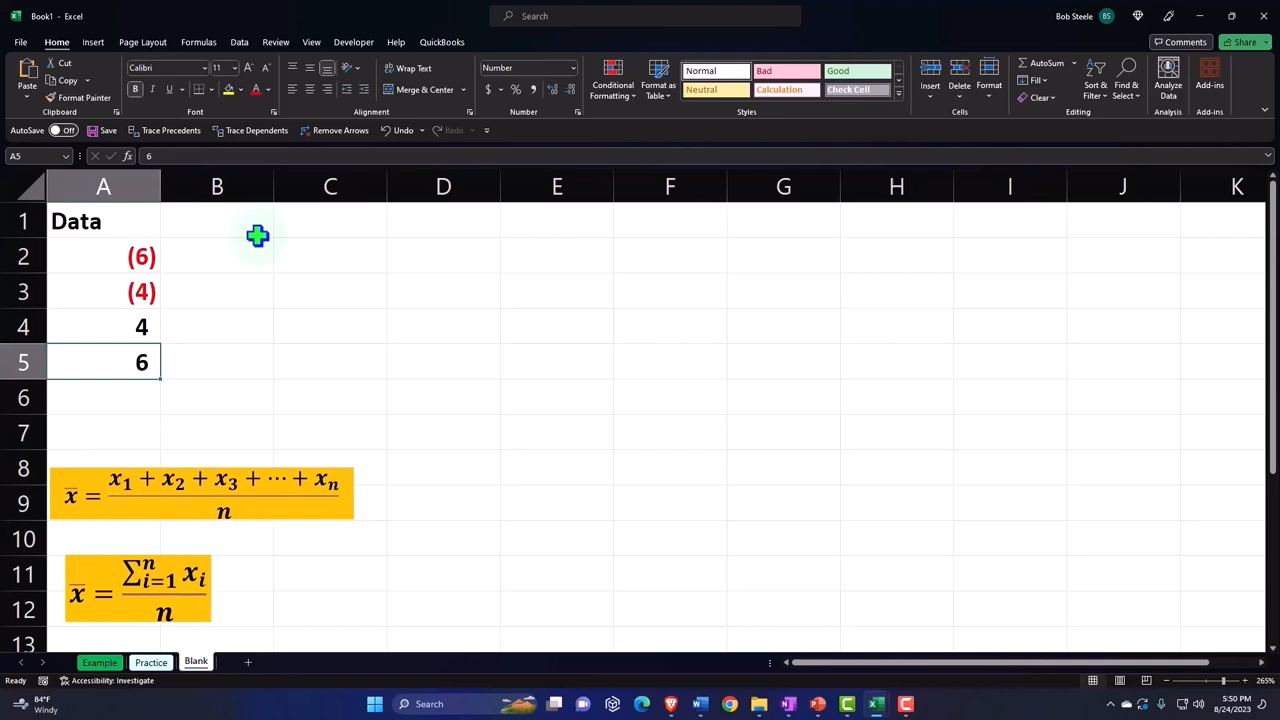 Book1 - Excel
Search
Bob Steele BS
File Home Insert Page Layout Formulas Data Review View Developer Help QuickBooks
Comments Share
Paste
Cut
Copy
Format Painter
Clipboard
Calibri 11
B I U
Font
Wrap Text
Merge & Center
Alignment
Number
$ % 9
Number
Conditional Formatting
Format as Table
Normal Bad Good
Neutral Calculation Check Cell
Styles
Insert Delete Format
Cells
AutoSum
Fill
Clear
Sort & Filter
Find & Select
Editing
Analyze Data
Analysis
Add-ins
Add-ins
AutoSave Off Save Trace Precedents Trace Dependents Remove Arrows Undo Redo
A5 fx 6
A B C D E F G H I J K
1 Data
2 (6)
3 (4)
4 4
5 6
6
7
8
9
10
11
12
13
x̄ = x₁ + x₂ + x₃ + ⋯ + xₙ
n
x̄ = ∑ⁿᵢ₌₁ xᵢ
n
Example Practice Blank
Ready Accessibility: Investigate 265%
84°F
Sunny
Search
5:50 PM
8/24/2023